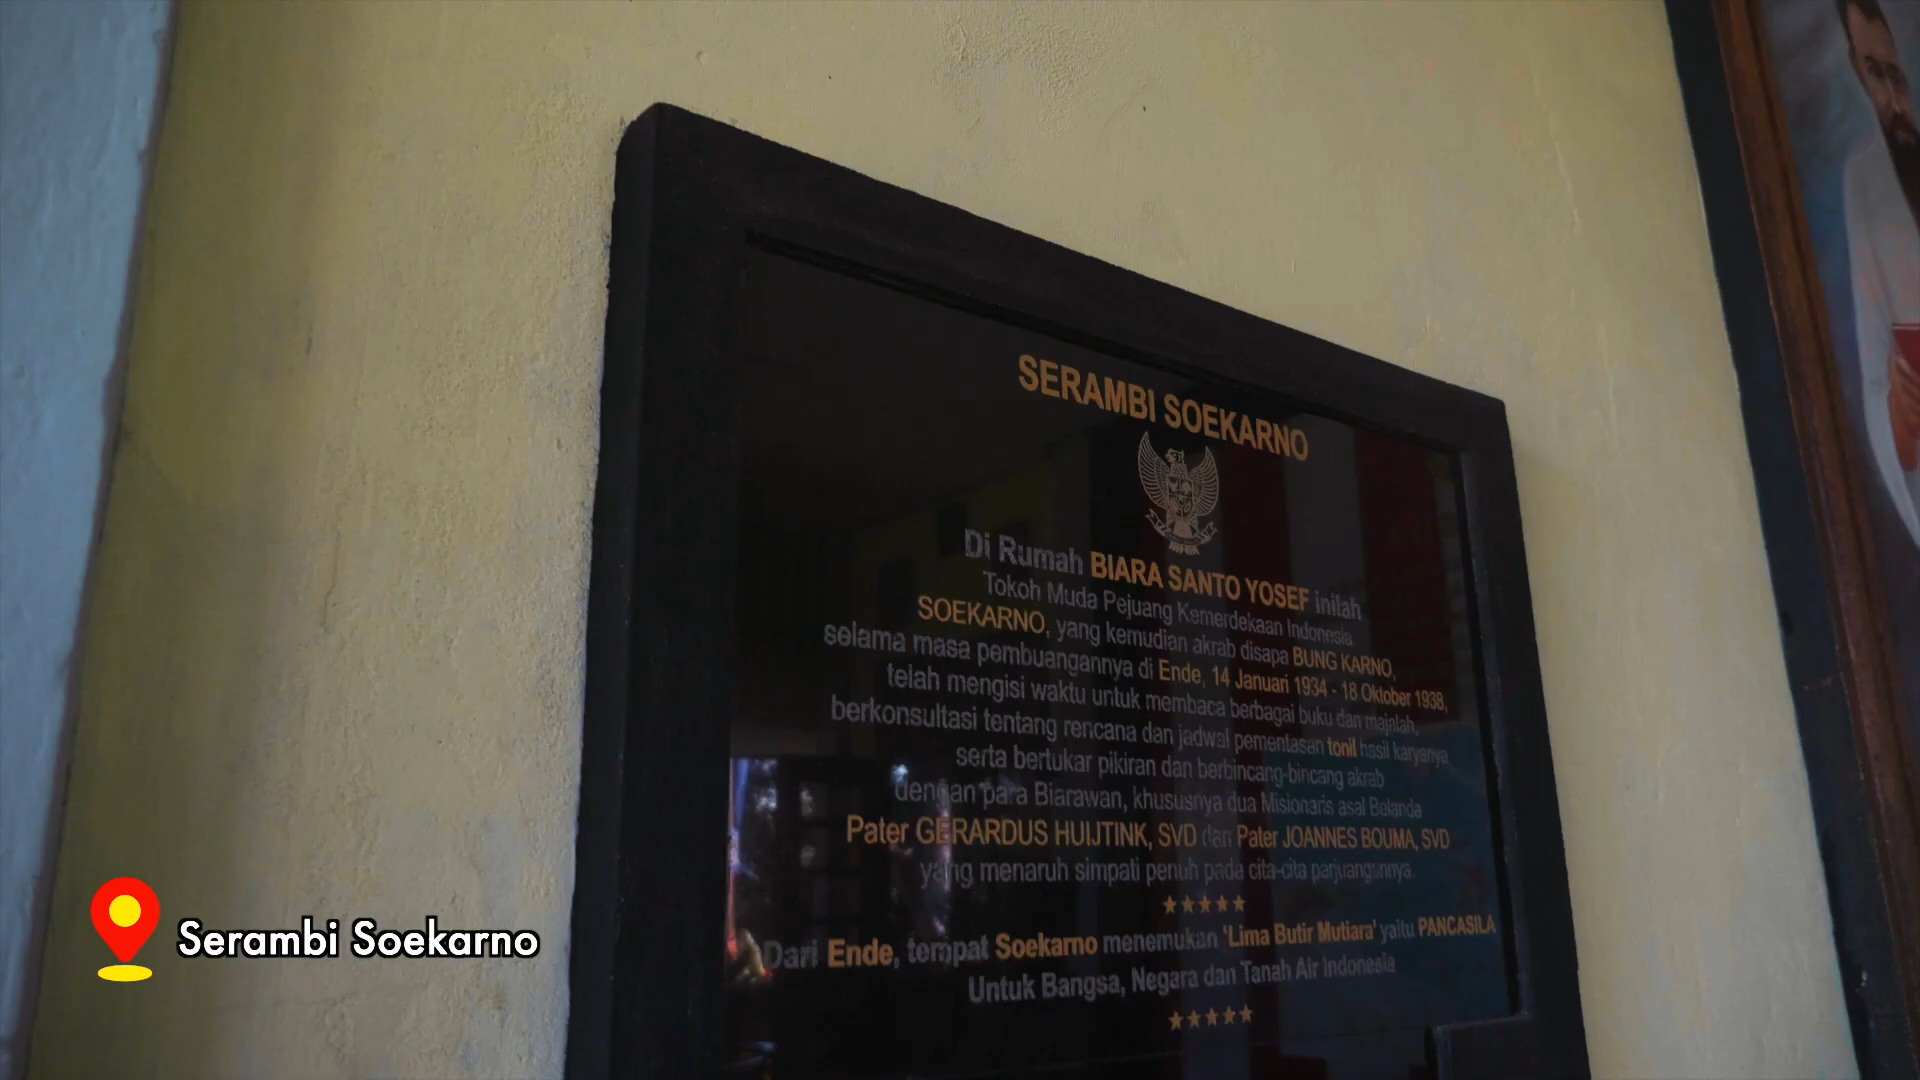 SERAMBI SOEKARNO
Di Rumah BIARA SANTO YOSEF inilah
Tokoh Muda Pejuang Kemerdekaan Indonesia
SOEKARNO, yang kemudian akrab disapa BUNG KARNO,
selama masa pembuangannya di Ende, 14 Januari 1934 - 18 Oktober 1938,
telah mengisi waktu untuk membaca berbagai buku dan majalah,
berkonsultasi tentang rencana dan jadwal pementasan tonil hasil karyanya
serta bertukar pikiran dan berbincang-bincang akrab
dengan para Biarawan, khususnya dua Misionaris asal Belanda
Pater GERARDUS HUIJTINK, SVD dan Pater JOANNES BOUMA, SVD
yang menaruh simpati penuh pada cita-cita perjuangannya.
Dari Ende, tempat Soekarno menemukan 'Lima Butir Mutiara' yaitu PANCASILA
Untuk Bangsa, Negara dan Tanah Air Indonesia
Serambi Soekarno